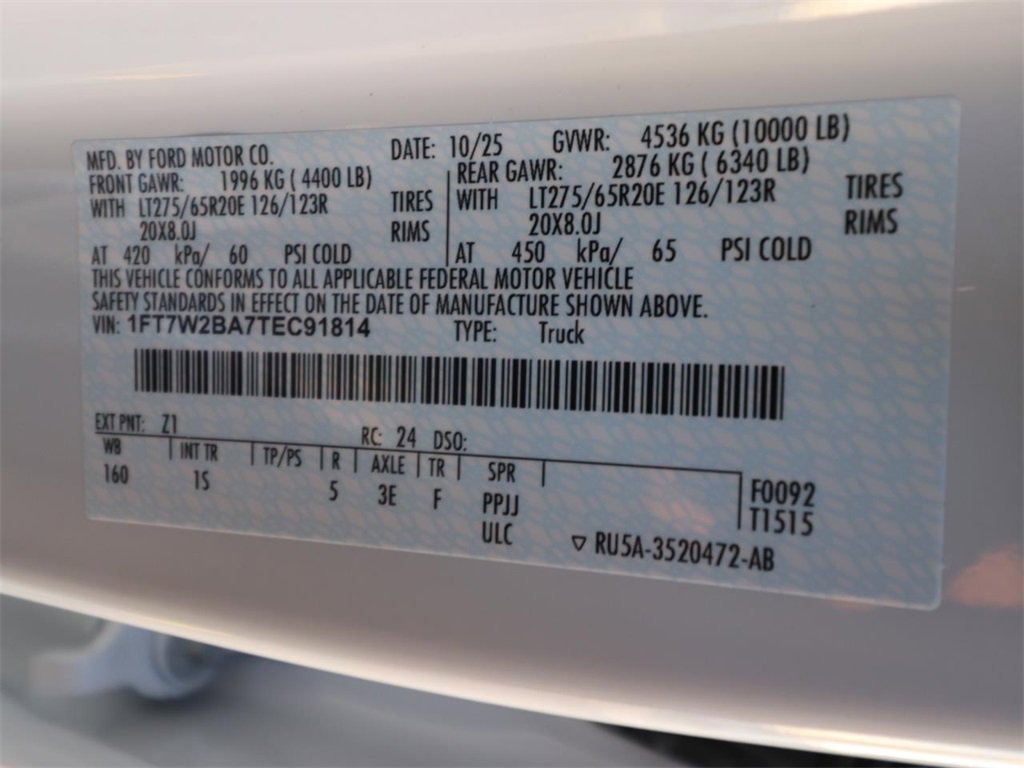 MFD. BY FORD MOTOR CO. DATE: 10/25 GVWR: 4536 KG (10000 LB)
FRONT GAWR: 1996 KG ( 4400 LB) REAR GAWR: 2876 KG ( 6340 LB)
WITH LT275/65R20E 126/123R TIRES WITH LT275/65R20E 126/123R TIRES
20X8.0J RIMS 20X8.0J RIMS
AT 420 kPa/ 60 PSI COLD AT 450 kPa/ 65 PSI COLD
THIS VEHICLE CONFORMS TO ALL APPLICABLE FEDERAL MOTOR VEHICLE
SAFETY STANDARDS IN EFFECT ON THE DATE OF MANUFACTURE SHOWN ABOVE.
VIN: 1FT7W2BA7TEC91814 TYPE: Truck
EXT PNT: Z1 RC: 24 DSO:
WB INT TR TP/PS R AXLE TR SPR
160 1S 5 3E F PPJJ F0092
ULC T1515
RU5A-3520472-AB